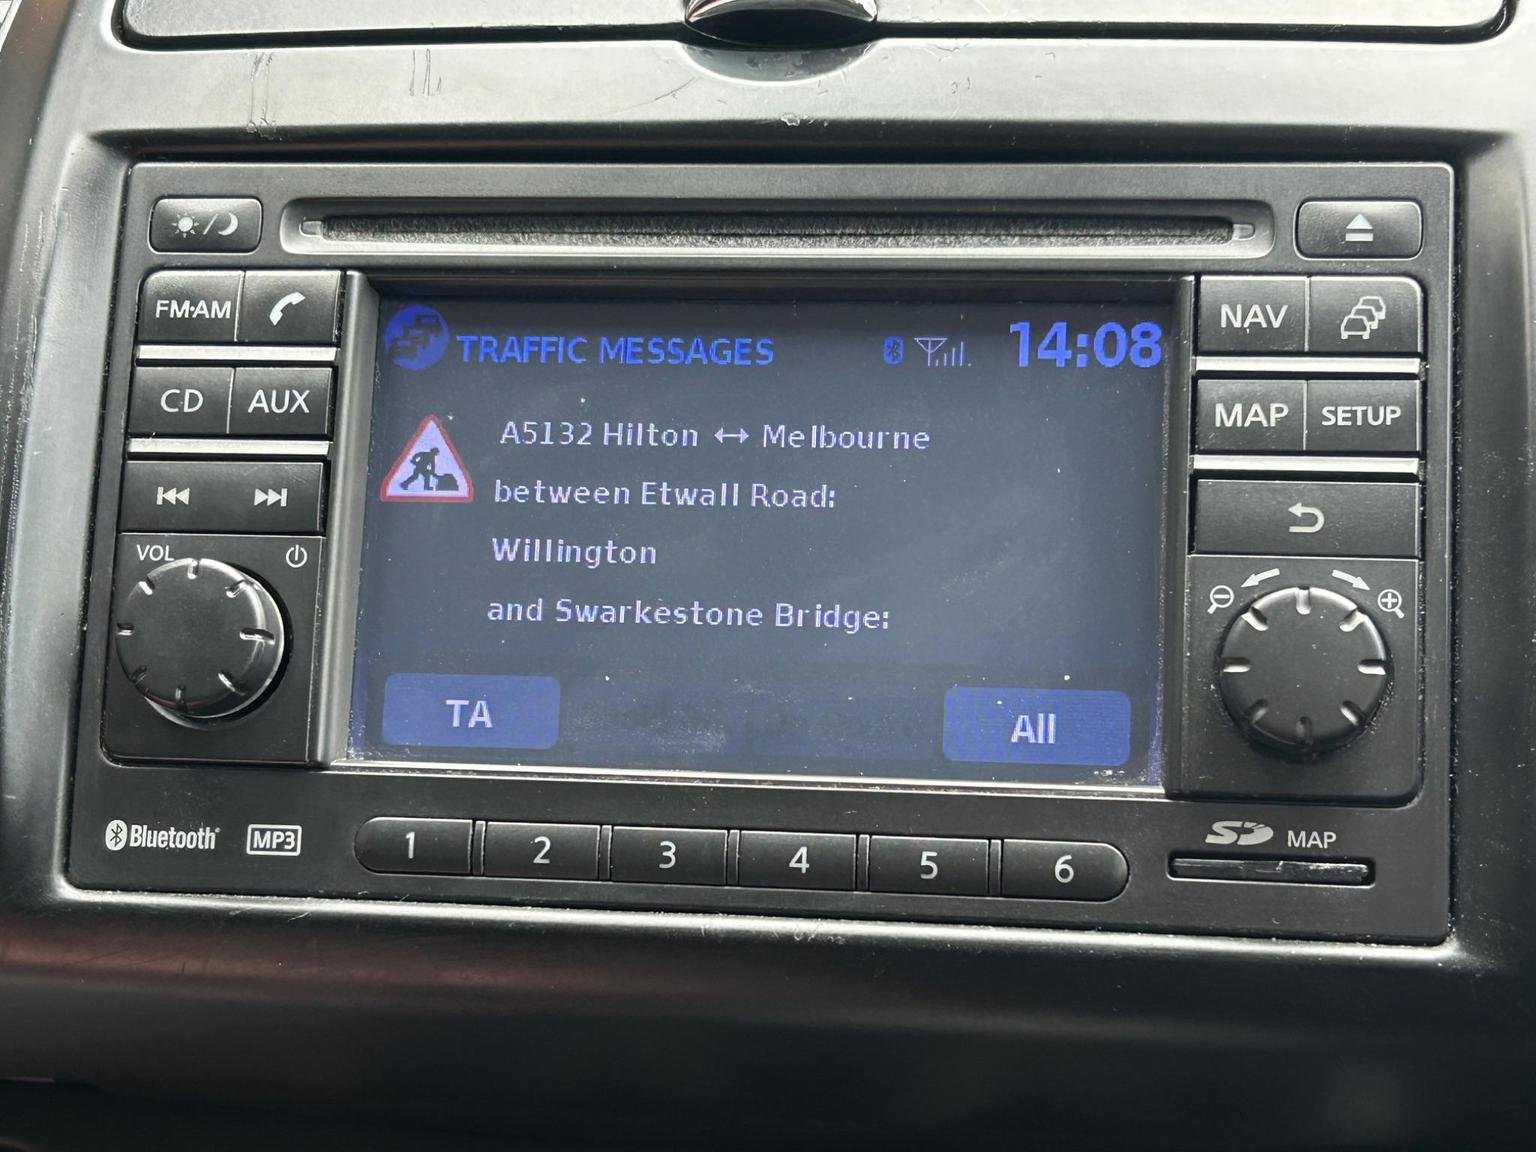 FM·AM
CD
AUX
VOL
TRAFFIC MESSAGES
14:08
A5132 Hilton ↔ Melbourne
between Etwall Road:
Willington
and Swarkestone Bridge:
TA
All
NAV
MAP
SETUP
Bluetooth
MP3
1
2
3
4
5
6
SD
MAP